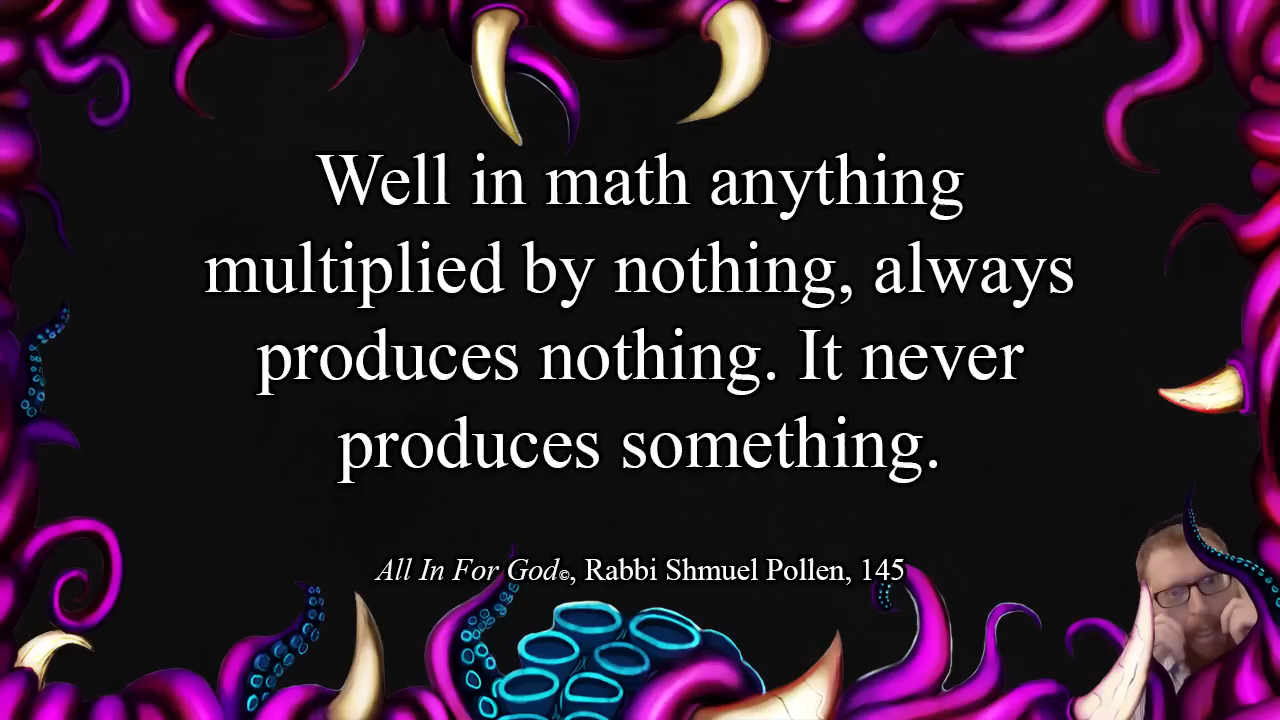 Well in math anything
multiplied by nothing, always
produces nothing. It never
produces something.
All In For God©, Rabbi Shmuel Pollen, 145